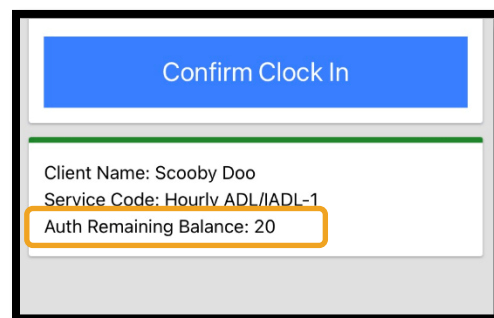 Confirm Clock In
Client Name: Scooby Doo
Service Code: Hourly ADL/IADL-1
Auth Remaining Balance: 20